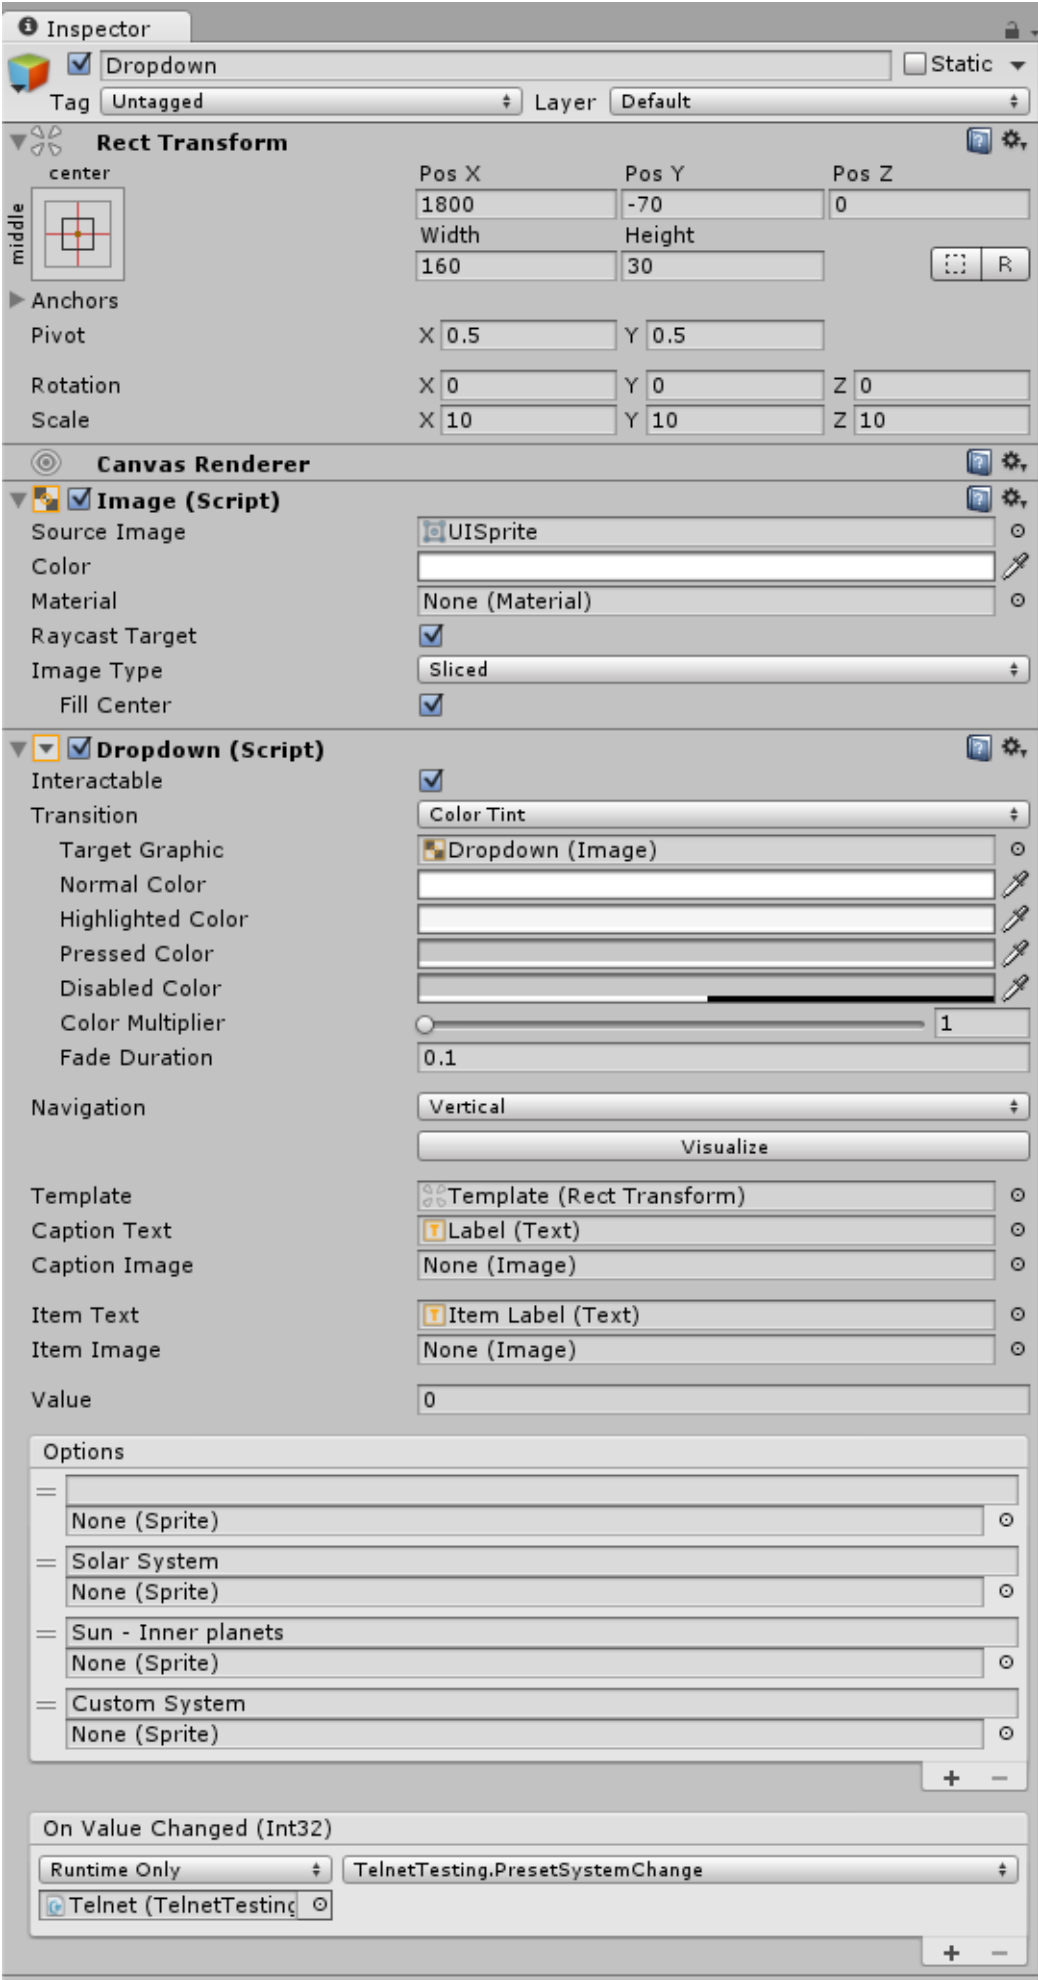 Inspector
Dropdown Static
Tag Untagged Layer Default
Rect Transform
center Pos X Pos Y Pos Z
middle 1800 -70 0
Width Height
160 30 R
Anchors
Pivot X 0.5 Y 0.5
Rotation X 0 Y 0 Z 0
Scale X 10 Y 10 Z 10
Canvas Renderer
Image (Script)
Source Image UISprite
Color
Material None (Material)
Raycast Target
Image Type Sliced
Fill Center
Dropdown (Script)
Interactable
Transition Color Tint
Target Graphic Dropdown (Image)
Normal Color
Highlighted Color
Pressed Color
Disabled Color
Color Multiplier 1
Fade Duration 0.1
Navigation Vertical
Visualize
Template Template (Rect Transform)
Caption Text Label (Text)
Caption Image None (Image)
Item Text Item Label (Text)
Item Image None (Image)
Value 0
Options
None (Sprite)
Solar System
None (Sprite)
Sun - Inner planets
None (Sprite)
Custom System
None (Sprite)
+ −
On Value Changed (Int32)
Runtime Only TelnetTesting.PresetSystemChange
Telnet (TelnetTesting
+ −